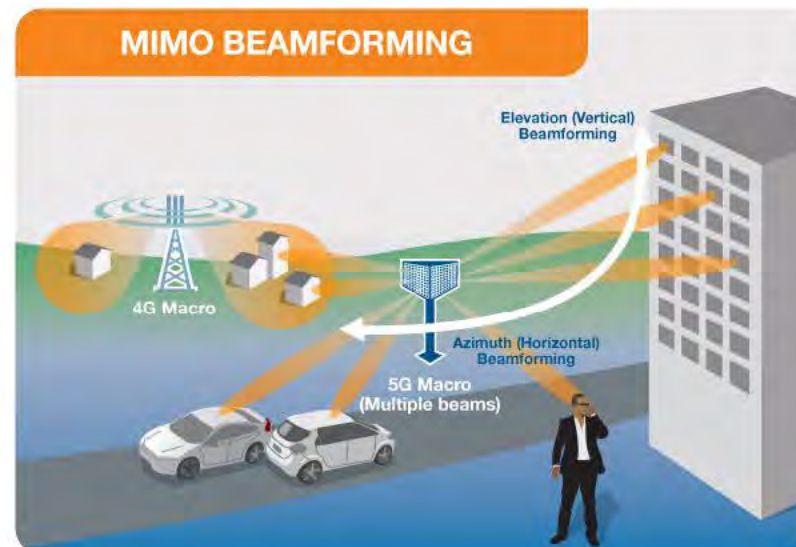 MIMO BEAMFORMING
Elevation (Vertical)
Beamforming
4G Macro
Azimuth (Horizontal)
Beamforming
5G Macro
(Multiple beams)